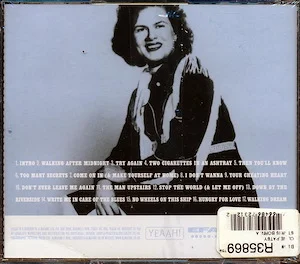 1. INTRO 2. WALKING AFTER MIDNIGHT 3. TRY AGAIN 4. TWO CIGARETTES IN AN ASHTRAY 5. THEN YOU'LL KNOW
6. TOO MANY SECRETS 7. COME ON IN (& MAKE YOURSELF AT HOME) 8. I DON'T WANNA 9. YOUR CHEATING HEART
10. DON'T EVER LEAVE ME AGAIN 11. THE MAN UPSTAIRS 12. STOP THE WORLD (& LET ME OFF) 13. DOWN BY THE
RIVERSIDE 14. WRITE ME IN CARE OF THE BLUES 15. NO WHEELS ON THIS SHIP 16. HUNGRY FOR LOVE 17. WALKING DREAM
YEAAH!
EFA
R35869